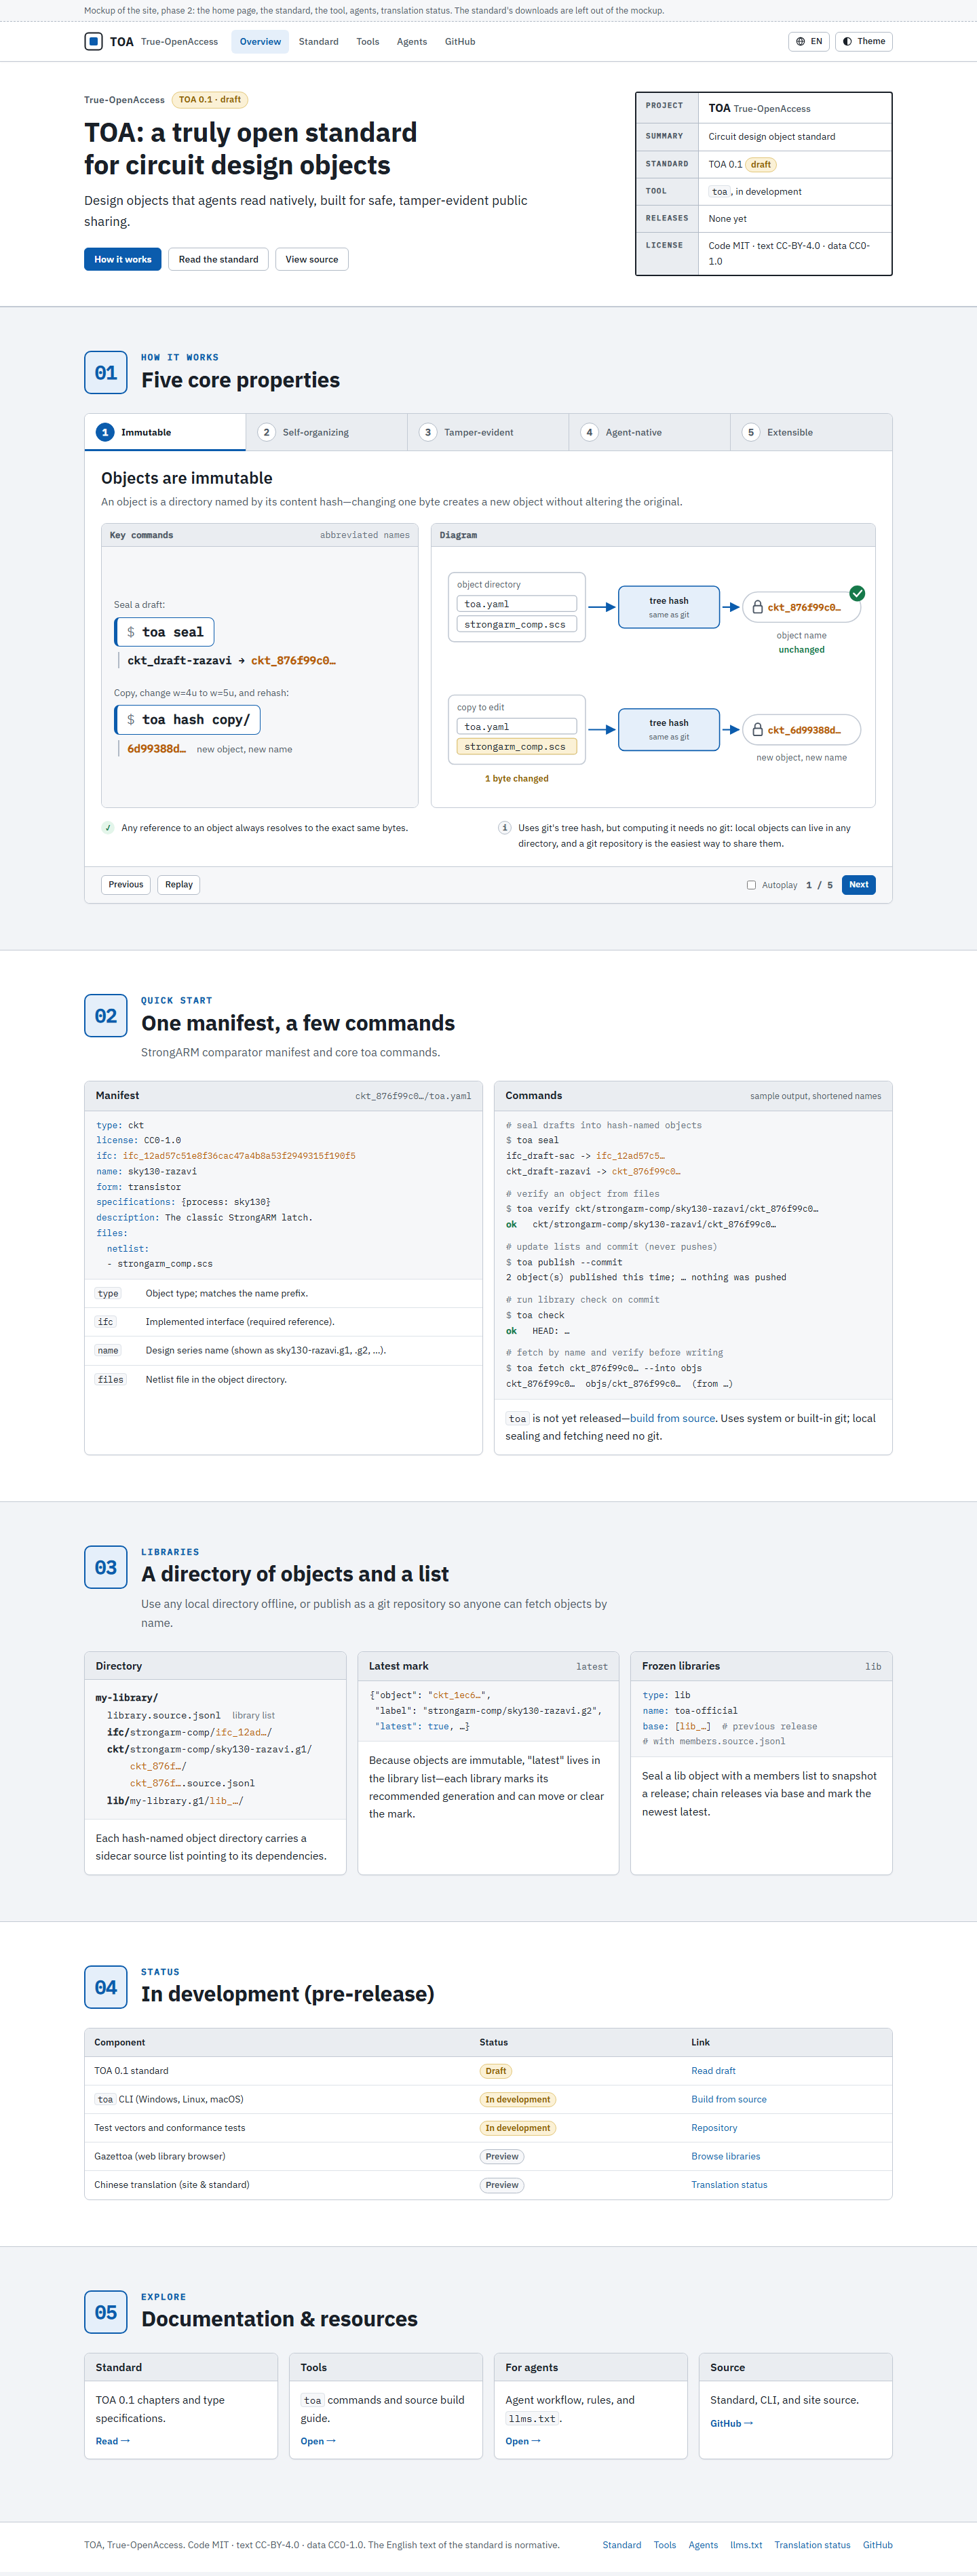 Mockup of the site, phase 2: the home page, the standard, the tool, agents, translation status. The standard's downloads are left out of the mockup.
TOA True-OpenAccess Overview Standard Tools Agents GitHub EN Theme
True-OpenAccess TOA 0.1 · draft
TOA: a truly open standard
for circuit design objects
Design objects that agents read natively, built for safe, tamper-evident public
sharing.
How it works Read the standard View source
PROJECT TOA True-OpenAccess
SUMMARY Circuit design object standard
STANDARD TOA 0.1 draft
TOOL toa, in development
RELEASES None yet
LICENSE Code MIT · text CC-BY-4.0 · data CC0-
1.0
01
HOW IT WORKS
Five core properties
1 Immutable 2 Self-organizing 3 Tamper-evident 4 Agent-native 5 Extensible
Objects are immutable
An object is a directory named by its content hash—changing one byte creates a new object without altering the original.
Key commands abbreviated names
Seal a draft:
$ toa seal
ckt_draft-razavi → ckt_876f99c0…
Copy, change w=4u to w=5u, and rehash:
$ toa hash copy/
6d99388d… new object, new name
Diagram
object directory
toa.yaml
strongarm_comp.scs
tree hash
same as git
ckt_876f99c0…
object name
unchanged
copy to edit
toa.yaml
strongarm_comp.scs
1 byte changed
tree hash
same as git
ckt_6d99388d…
new object, new name
✓ Any reference to an object always resolves to the exact same bytes.
i Uses git's tree hash, but computing it needs no git: local objects can live in any
directory, and a git repository is the easiest way to share them.
Previous Replay Autoplay 1 / 5 Next
02
QUICK START
One manifest, a few commands
StrongARM comparator manifest and core toa commands.
Manifest ckt_876f99c0…/toa.yaml
type: ckt
license: CC0-1.0
ifc: ifc_12ad57c51e8f36cac47a4b8a53f2949315f190f5
name: sky130-razavi
form: transistor
specifications: {process: sky130}
description: The classic StrongARM latch.
files:
netlist:
- strongarm_comp.scs
type Object type; matches the name prefix.
ifc Implemented interface (required reference).
name Design series name (shown as sky130-razavi.g1, .g2, …).
files Netlist file in the object directory.
Commands sample output, shortened names
# seal drafts into hash-named objects
$ toa seal
ifc_draft-sac -> ifc_12ad57c5…
ckt_draft-razavi -> ckt_876f99c0…
# verify an object from files
$ toa verify ckt/strongarm-comp/sky130-razavi/ckt_876f99c0…
ok ckt/strongarm-comp/sky130-razavi/ckt_876f99c0…
# update lists and commit (never pushes)
$ toa publish --commit
2 object(s) published this time; … nothing was pushed
# run library check on commit
$ toa check
ok HEAD: …
# fetch by name and verify before writing
$ toa fetch ckt_876f99c0… --into objs
ckt_876f99c0… objs/ckt_876f99c0… (from …)
toa is not yet released—build from source. Uses system or built-in git; local
sealing and fetching need no git.
03
LIBRARIES
A directory of objects and a list
Use any local directory offline, or publish as a git repository so anyone can fetch objects by
name.
Directory
my-library/
library.source.jsonl library list
ifc/strongarm-comp/ifc_12ad…/
ckt/strongarm-comp/sky130-razavi.g1/
ckt_876f…/
ckt_876f….source.jsonl
lib/my-library.g1/lib_…/
Each hash-named object directory carries a
sidecar source list pointing to its dependencies.
Latest mark latest
{"object": "ckt_1ec6…",
"label": "strongarm-comp/sky130-razavi.g2",
"latest": true, …}
Because objects are immutable, "latest" lives in
the library list—each library marks its
recommended generation and can move or clear
the mark.
Frozen libraries lib
type: lib
name: toa-official
base: [lib_…] # previous release
# with members.source.jsonl
Seal a lib object with a members list to snapshot
a release; chain releases via base and mark the
newest latest.
04
STATUS
In development (pre-release)
Component Status Link
TOA 0.1 standard Draft Read draft
toa CLI (Windows, Linux, macOS) In development Build from source
Test vectors and conformance tests In development Repository
Gazettoa (web library browser) Preview Browse libraries
Chinese translation (site & standard) Preview Translation status
05
EXPLORE
Documentation & resources
Standard
TOA 0.1 chapters and type
specifications.
Read →
Tools
toa commands and source build
guide.
Open →
For agents
Agent workflow, rules, and
llms.txt.
Open →
Source
Standard, CLI, and site source.
GitHub →
TOA, True-OpenAccess. Code MIT · text CC-BY-4.0 · data CC0-1.0. The English text of the standard is normative. Standard Tools Agents llms.txt Translation status GitHub